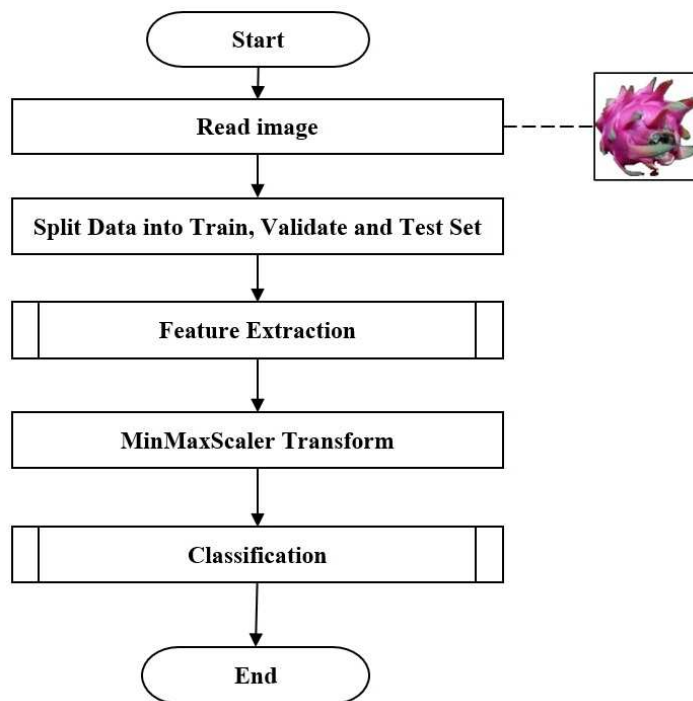 Start
Read image
Split Data into Train, Validate and Test Set
Feature Extraction
MinMaxScaler Transform
Classification
End